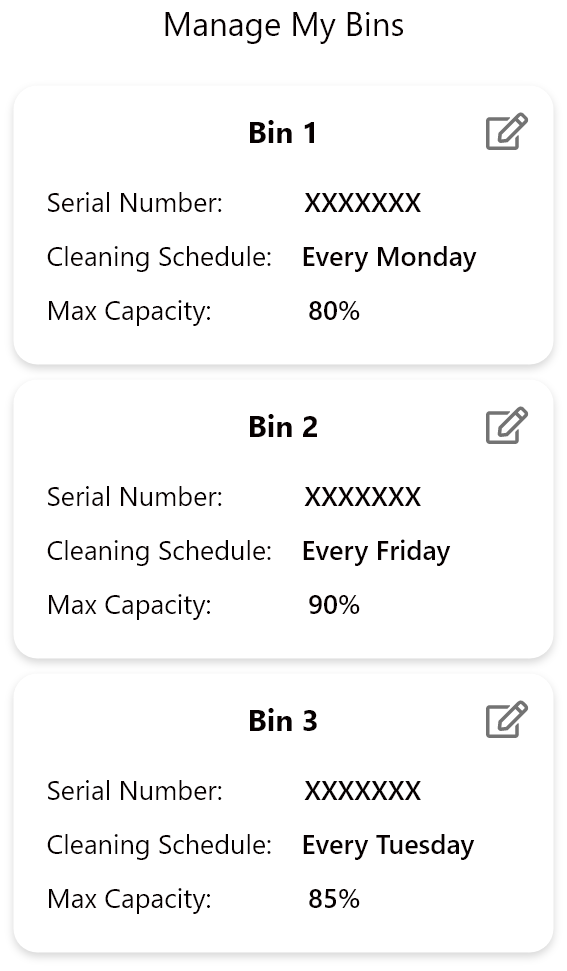 Manage My Bins
Bin 1
Serial Number: XXXXXXX
Cleaning Schedule: Every Monday
Max Capacity: 80%
Bin 2
Serial Number: XXXXXXX
Cleaning Schedule: Every Friday
Max Capacity: 90%
Bin 3
Serial Number: XXXXXXX
Cleaning Schedule: Every Tuesday
Max Capacity: 85%